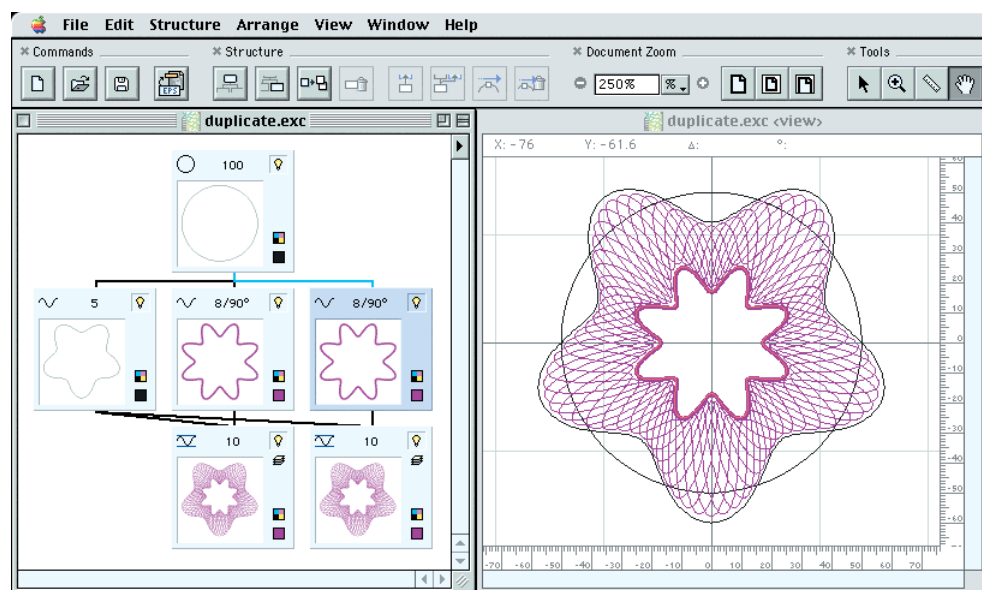 File Edit Structure Arrange View Window Help
Commands
Structure
Document Zoom
Tools
EPS
250%
%
duplicate.exc
duplicate.exc <view>
X: -76 Y: -61.6 Δ: °:
100
5
8/90°
8/90°
10
10
50
40
30
20
10
0
-10
-20
-30
-40
-50
-60
-70 -60 -50 -40 -30 -20 -10 0 10 20 30 40 50 60 70